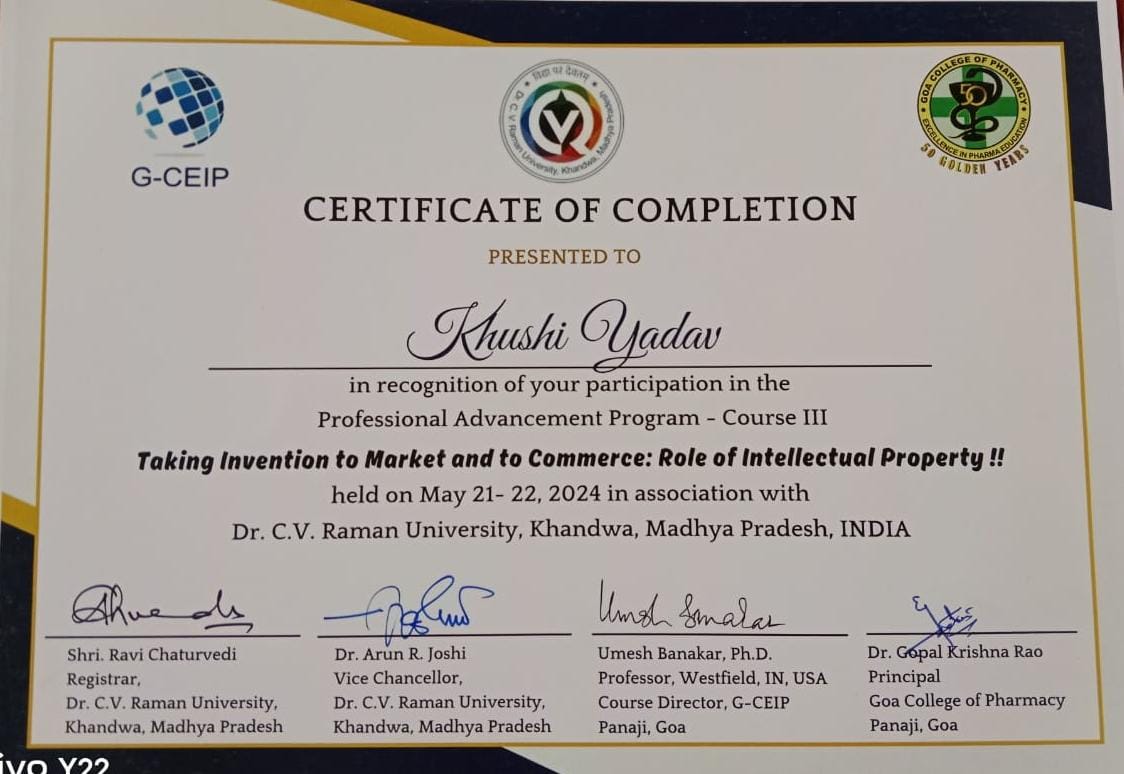 G-CEIP
विद्या परं दैवतम्
Dr. C. V. Raman University, Khandwa, Madhya Pradesh
GOA COLLEGE OF PHARMACY
50
EXCELLENCE IN PHARMA EDUCATION
50 GOLDEN YEARS
CERTIFICATE OF COMPLETION
PRESENTED TO
Khushi Yadav
in recognition of your participation in the
Professional Advancement Program - Course III
Taking Invention to Market and to Commerce: Role of Intellectual Property !!
held on May 21- 22, 2024 in association with
Dr. C.V. Raman University, Khandwa, Madhya Pradesh, INDIA
Shri. Ravi Chaturvedi
Registrar,
Dr. C.V. Raman University,
Khandwa, Madhya Pradesh
Dr. Arun R. Joshi
Vice Chancellor,
Dr. C.V. Raman University,
Khandwa, Madhya Pradesh
Umesh Banakar, Ph.D.
Professor, Westfield, IN, USA
Course Director, G-CEIP
Panaji, Goa
Dr. Gopal Krishna Rao
Principal
Goa College of Pharmacy
Panaji, Goa
Y22